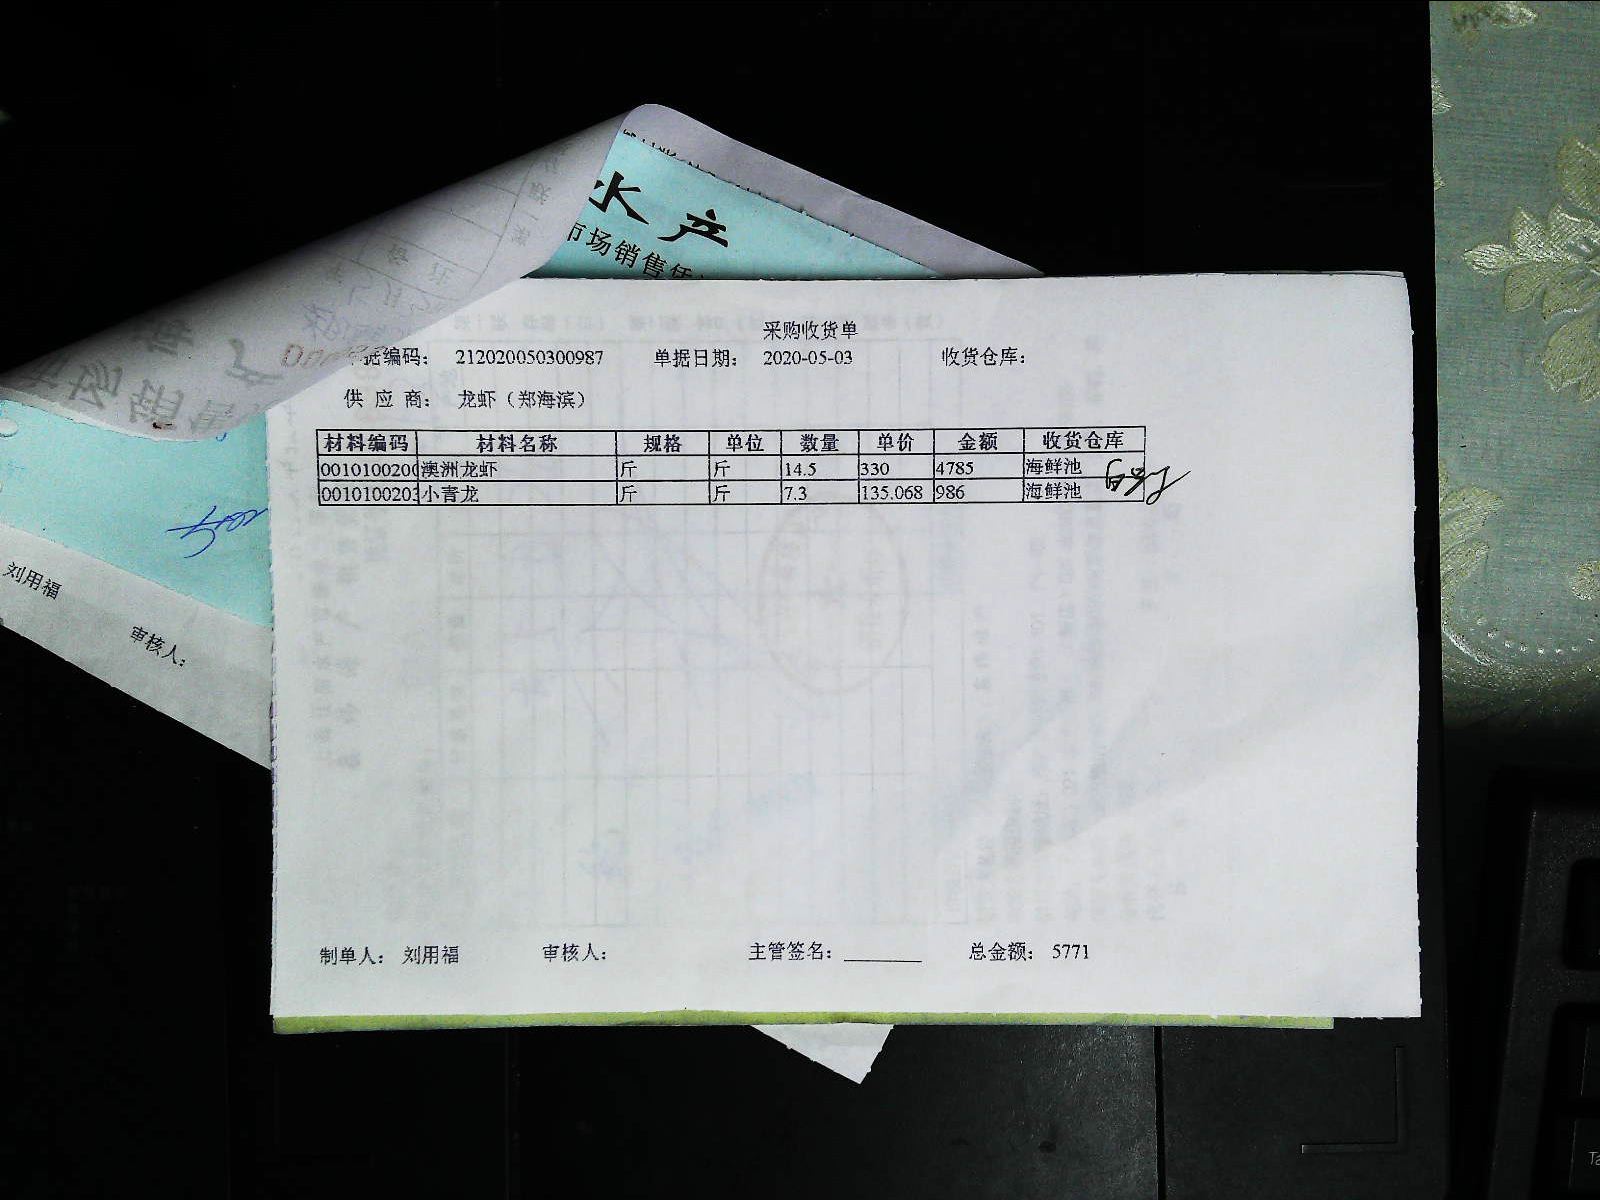 水产
市场销售
采购收货单
据编码： 212020050300987 单据日期： 2020-05-03 收货仓库：
供 应 商： 龙虾（郑海滨）
材料编码 材料名称 规格 单位 数量 单价 金额 收货仓库
0010100200 澳洲龙虾 斤 斤 14.5 330 4785 海鲜池
001010020 小青龙 斤 斤 7.3 135.068 986 海鲜池
刘用福
审核人：
制单人： 刘用福 审核人： 主管签名： ________ 总金额： 5771